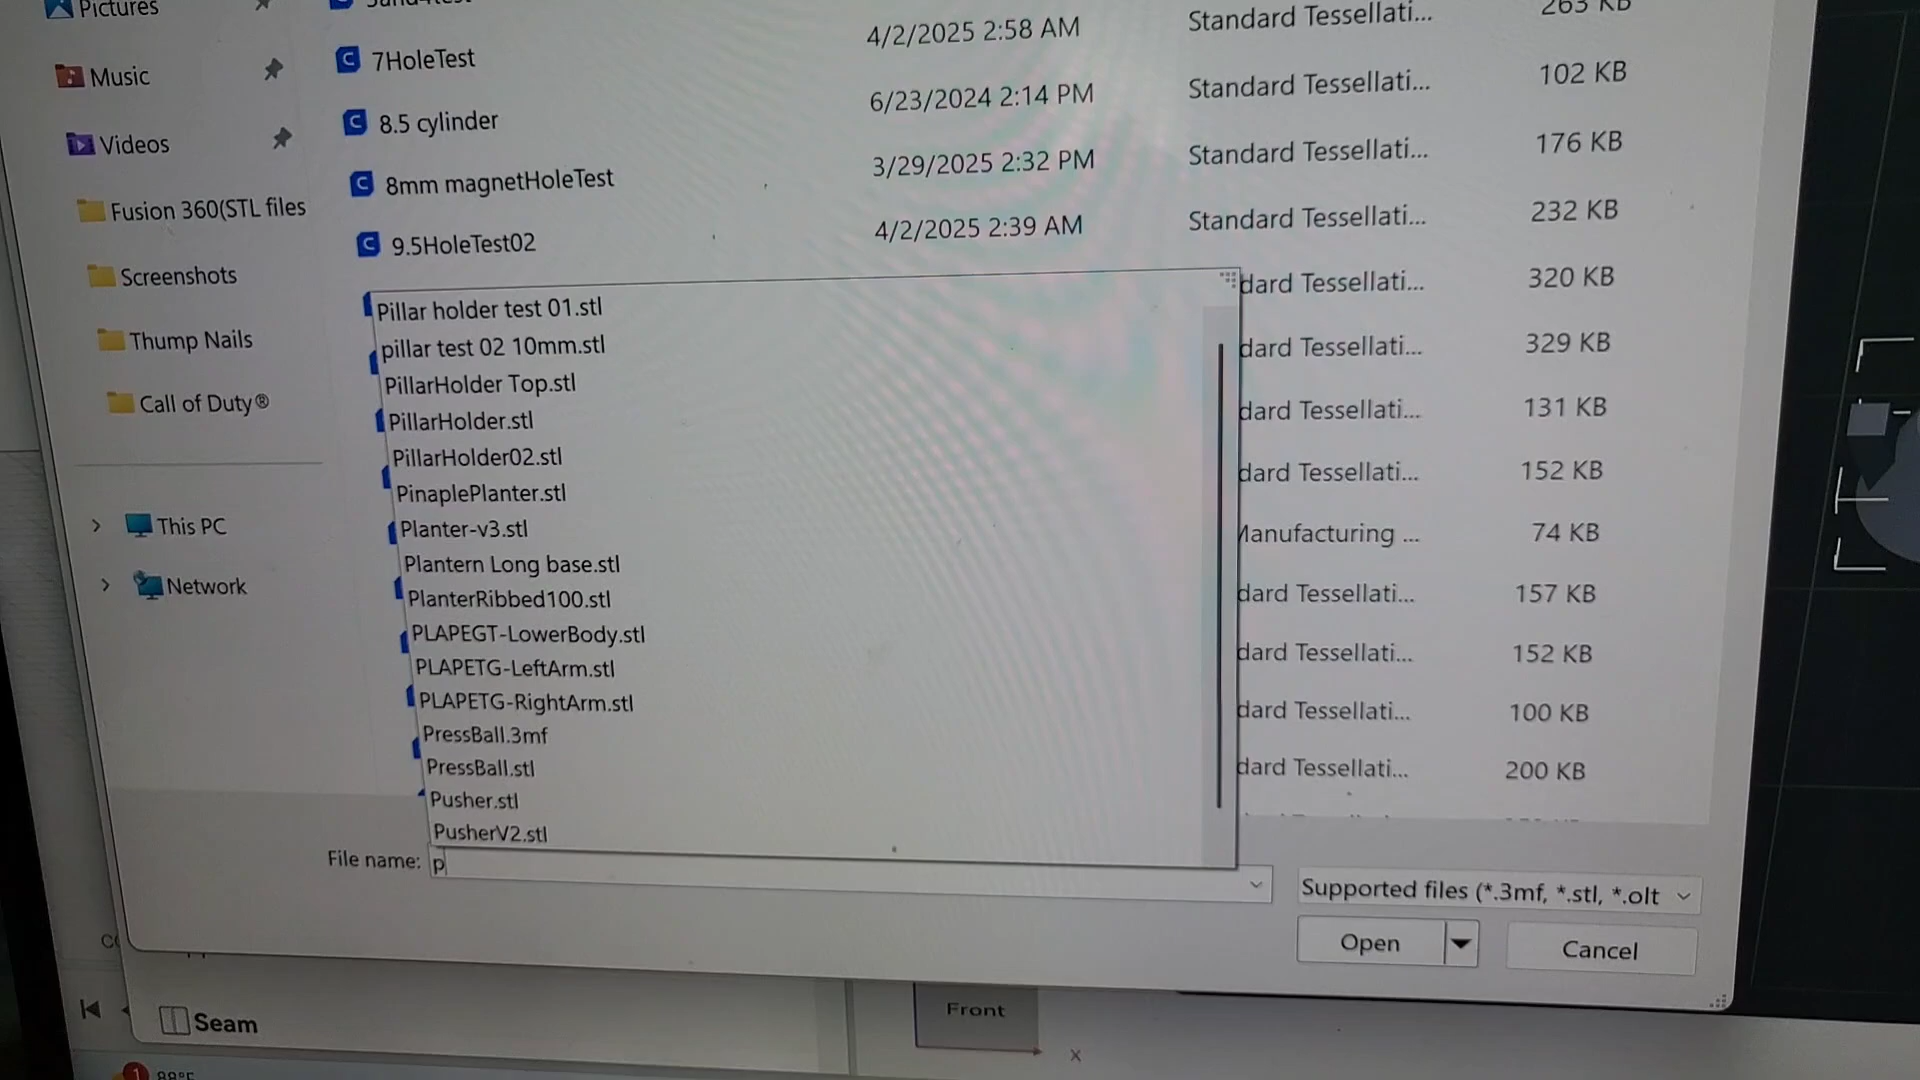 Pictures
Music
Videos
Fusion 360(STL files
Screenshots
Thump Nails
Call of Duty®
This PC
Network
4/2/2025 2:58 AM Standard Tessellati... 263 KB
7HoleTest 6/23/2024 2:14 PM Standard Tessellati... 102 KB
8.5 cylinder 3/29/2025 2:32 PM Standard Tessellati... 176 KB
8mm magnetHoleTest 4/2/2025 2:39 AM Standard Tessellati... 232 KB
9.5HoleTest02 dard Tessellati... 320 KB
dard Tessellati... 329 KB
dard Tessellati... 131 KB
dard Tessellati... 152 KB
Manufacturing ... 74 KB
dard Tessellati... 157 KB
dard Tessellati... 152 KB
dard Tessellati... 100 KB
dard Tessellati... 200 KB
Pillar holder test 01.stl
pillar test 02 10mm.stl
PillarHolder Top.stl
PillarHolder.stl
PillarHolder02.stl
PinaplePlanter.stl
Planter-v3.stl
Plantern Long base.stl
PlanterRibbed100.stl
PLAPEGT-LowerBody.stl
PLAPETG-LeftArm.stl
PLAPETG-RightArm.stl
PressBall.3mf
PressBall.stl
Pusher.stl
PusherV2.stl
File name: p
Supported files (*.3mf, *.stl, *.olt
Open
Cancel
Seam
Front
x
1